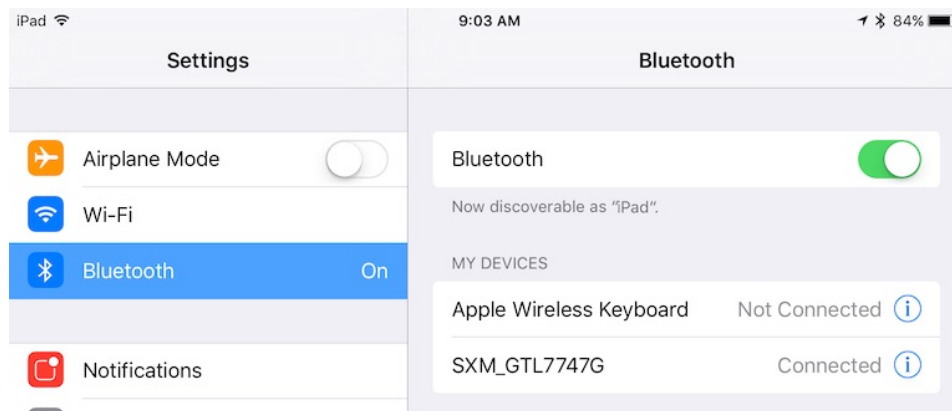 iPad
9:03 AM
84%
Settings
Bluetooth
Airplane Mode
Wi-Fi
Bluetooth On
Notifications
Bluetooth
Now discoverable as “iPad”.
MY DEVICES
Apple Wireless Keyboard Not Connected
SXM_GTL7747G Connected